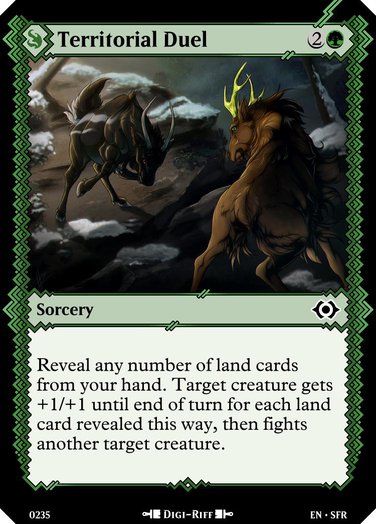 Territorial Duel 2
Sorcery
Reveal any number of land cards
from your hand. Target creature gets
+1/+1 until end of turn for each land
card revealed this way, then fights
another target creature.
0235 Digi-Riff EN • SFR